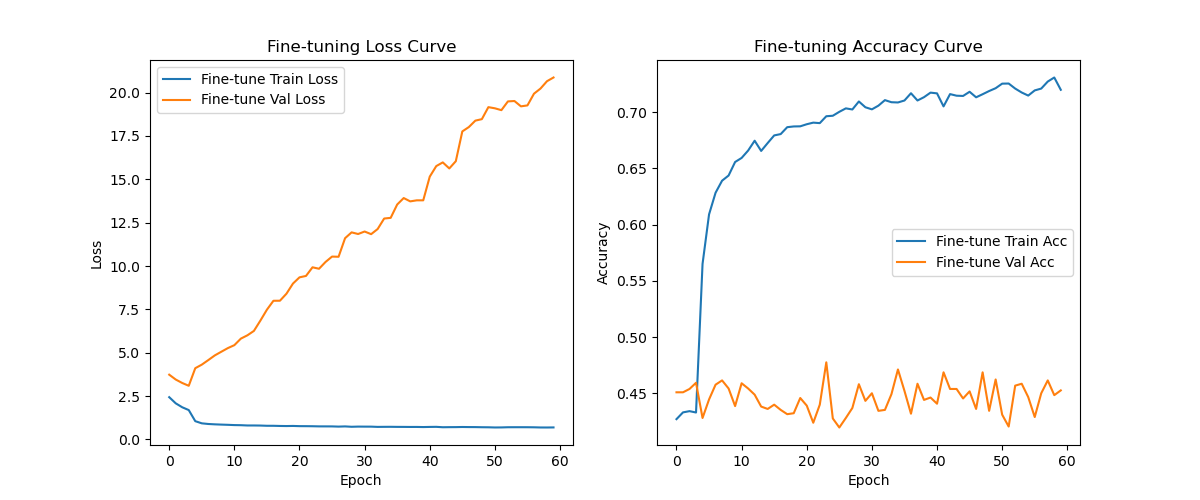 Fine-tuning Loss Curve
Fine-tune Train Loss
Fine-tune Val Loss
20.0
17.5
15.0
12.5
10.0
7.5
5.0
2.5
0.0
Loss
0 10 20 30 40 50 60
Epoch
Fine-tuning Accuracy Curve
0.70
0.65
0.60
0.55
0.50
0.45
Accuracy
Fine-tune Train Acc
Fine-tune Val Acc
0 10 20 30 40 50 60
Epoch